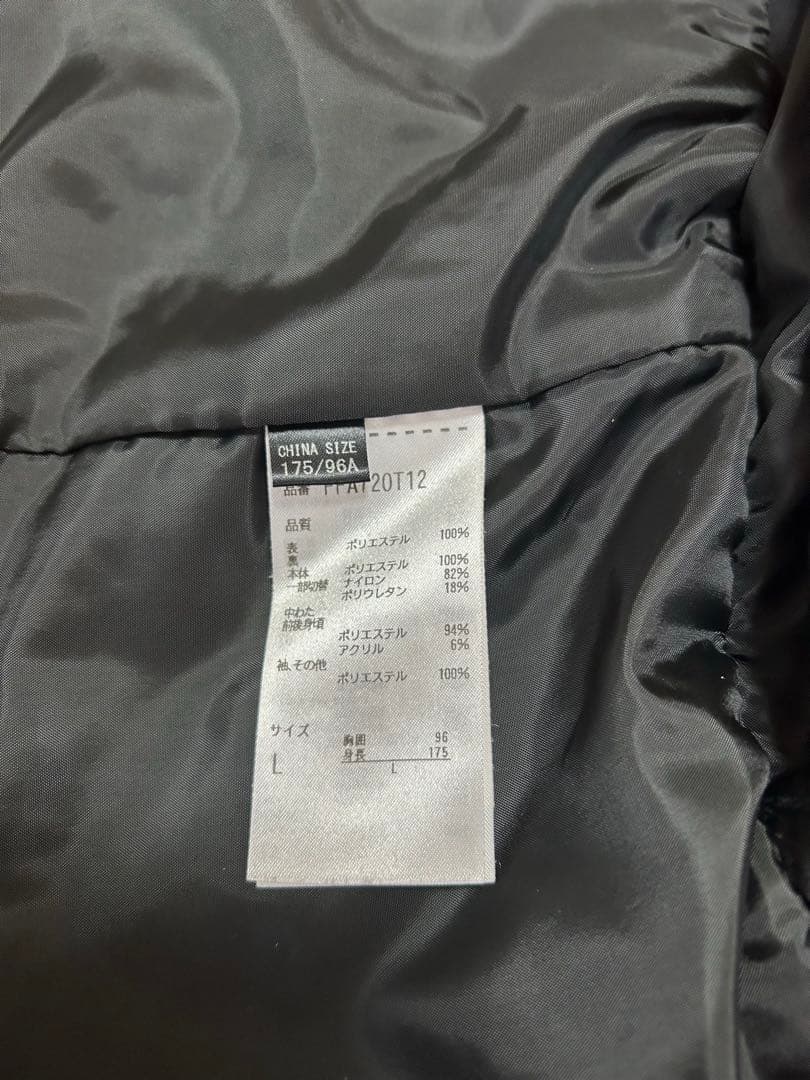 CHINA SIZE
175/96A
品番
品質
表 ポリエステル 100%
裏
本体 ポリエステル 100%
一部切替 ナイロン 82%
ポリウレタン 18%
中わた
前後身頃 ポリエステル 94%
アクリル 6%
袖、その他 ポリエステル 100%
サイズ
L
胸囲 96
身長 175
L